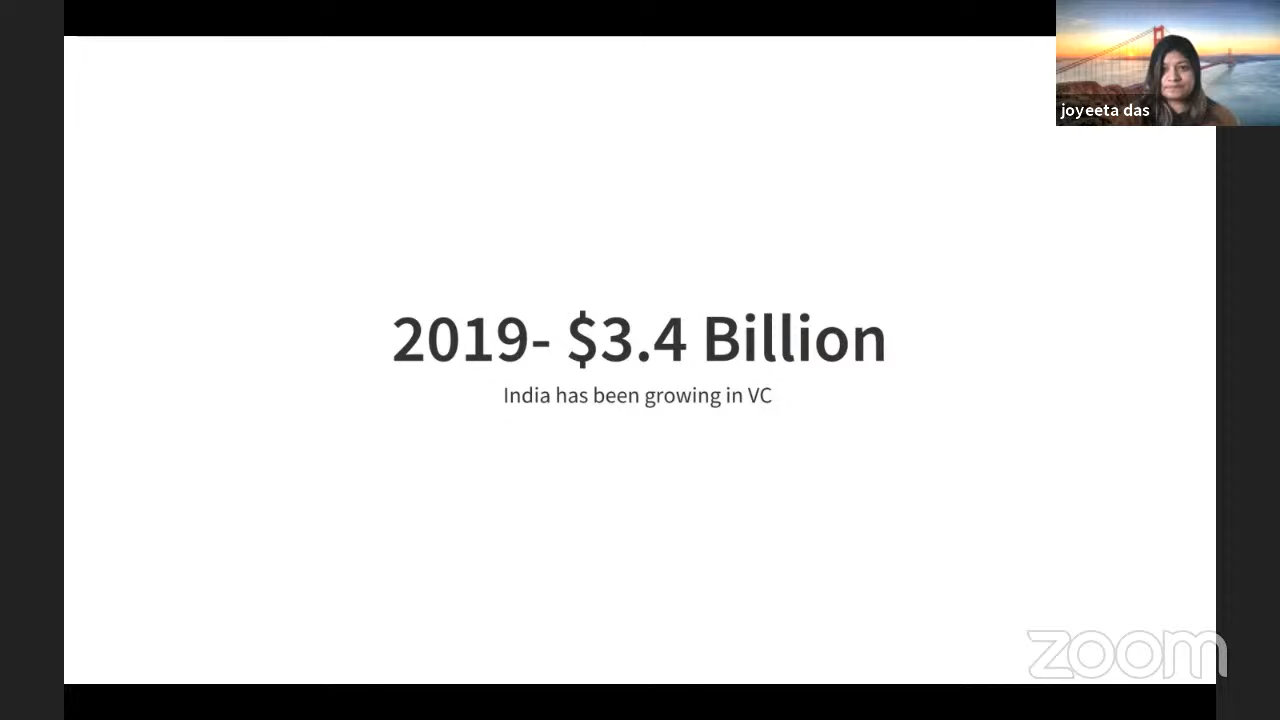 joyeeta das
2019- $3.4 Billion
India has been growing in VC
zoom